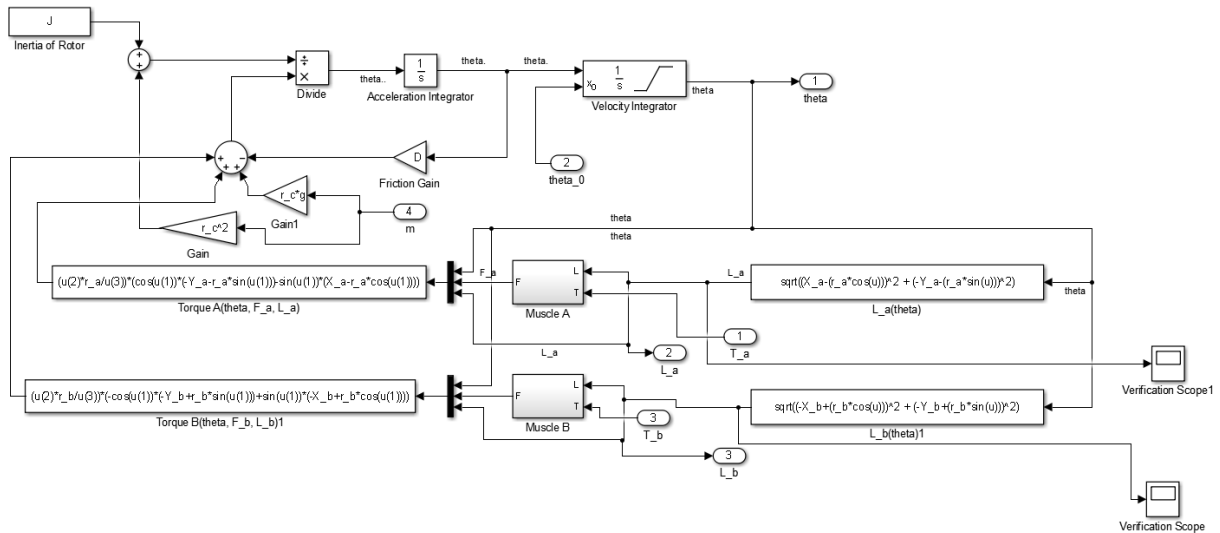 J
Inertia of Rotor
+
+
÷
×
Divide
theta..
1
s
Acceleration Integrator
theta.
theta.
x0
1
s
Velocity Integrator
theta
1
theta
2
theta_0
D
Friction Gain
+
−
+ +
r_c*g
Gain1
4
m
r_c^2
Gain
theta
theta
(u(2)*r_a/u(3))*(cos(u(1))*(-Y_a-r_a*sin(u(1)))-sin(u(1))*(X_a-r_a*cos(u(1))))
Torque A(theta, F_a, L_a)
F_a
F
L
T
Muscle A
L_a
sqrt((X_a-(r_a*cos(u)))^2 + (-Y_a-(r_a*sin(u)))^2)
L_a(theta)
theta
1
T_a
L_a
2
L_a
Verification Scope1
(u(2)*r_b/u(3))*(-cos(u(1))*(-Y_b+r_b*sin(u(1)))+sin(u(1))*(-X_b+r_b*cos(u(1))))
Torque B(theta, F_b, L_b)1
F
L
T
Muscle B
3
T_b
sqrt((-X_b+(r_b*cos(u)))^2 + (-Y_b+(r_b*sin(u)))^2)
L_b(theta)1
3
L_b
Verification Scope